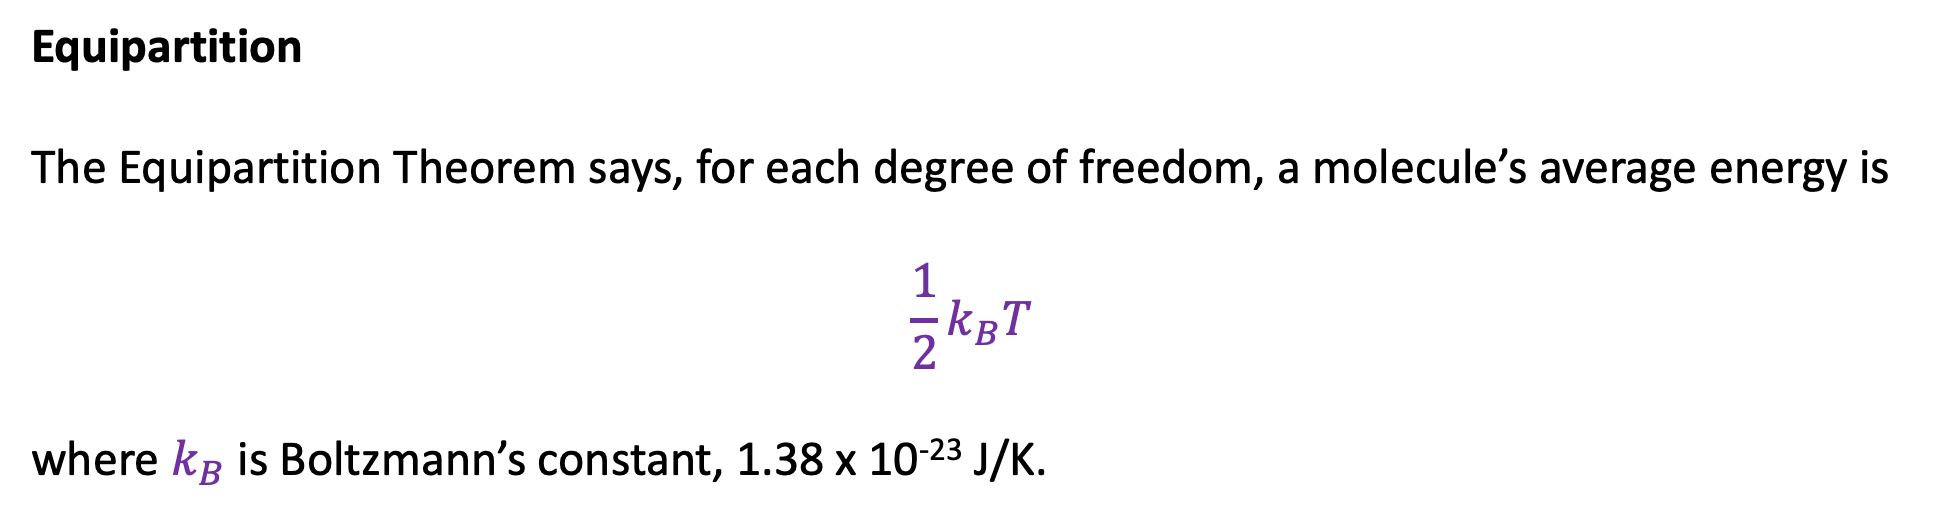 Equipartition
The Equipartition Theorem says, for each degree of freedom, a molecule’s average energy is
\frac{1}{2} k_B T
where k_B is Boltzmann’s constant, 1.38 x 10^{-23} J/K.